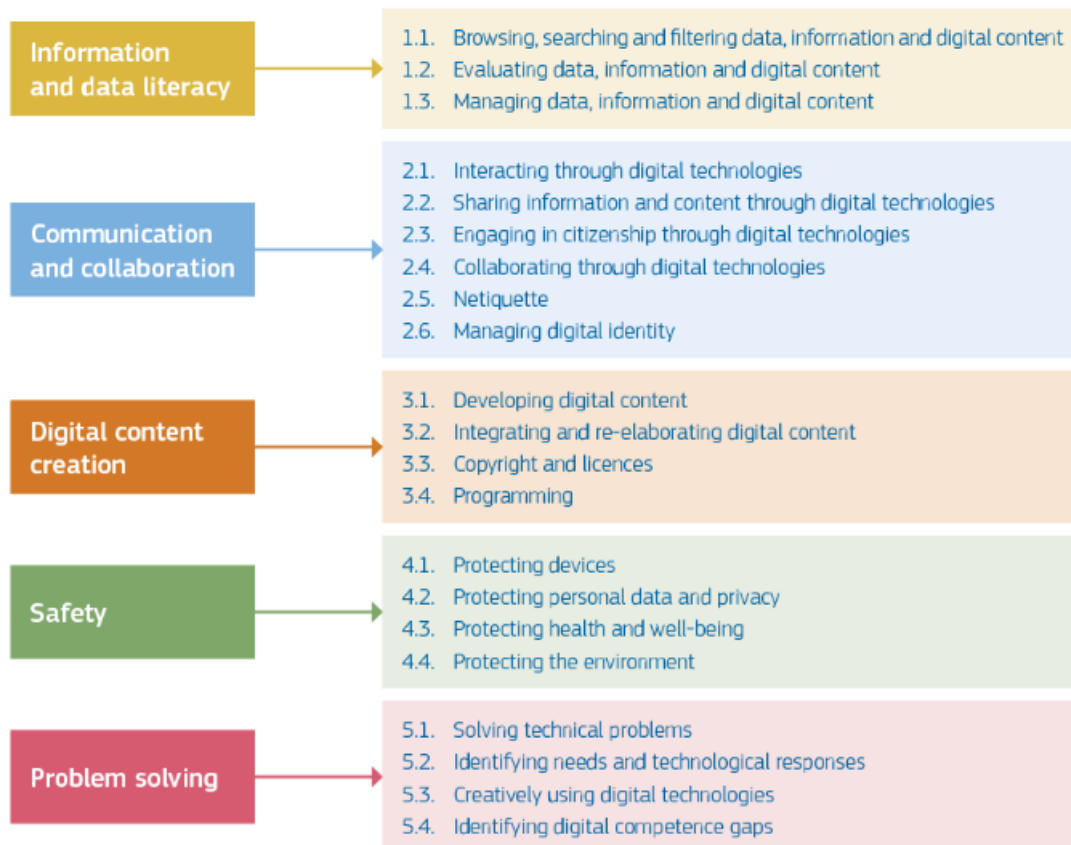 Information
and data literacy
1.1. Browsing, searching and filtering data, information and digital content
1.2. Evaluating data, information and digital content
1.3. Managing data, information and digital content
Communication
and collaboration
2.1. Interacting through digital technologies
2.2. Sharing information and content through digital technologies
2.3. Engaging in citizenship through digital technologies
2.4. Collaborating through digital technologies
2.5. Netiquette
2.6. Managing digital identity
Digital content
creation
3.1. Developing digital content
3.2. Integrating and re-elaborating digital content
3.3. Copyright and licences
3.4. Programming
Safety
4.1. Protecting devices
4.2. Protecting personal data and privacy
4.3. Protecting health and well-being
4.4. Protecting the environment
Problem solving
5.1. Solving technical problems
5.2. Identifying needs and technological responses
5.3. Creatively using digital technologies
5.4. Identifying digital competence gaps